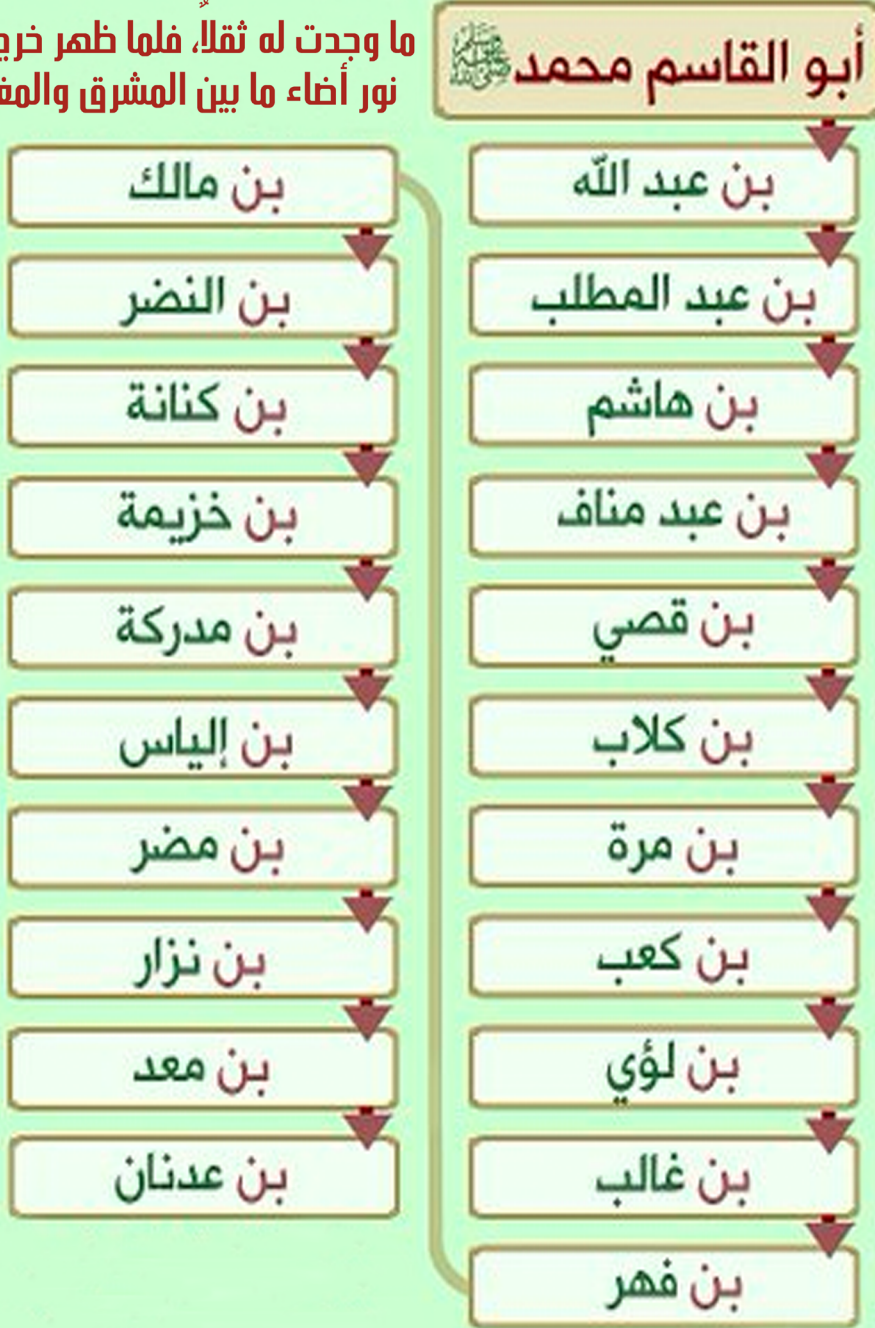 أبو القاسم محمد ﷺ
بن عبد الله
بن عبد المطلب
بن هاشم
بن عبد مناف
بن قصي
بن كلاب
بن مرة
بن كعب
بن لؤي
بن غالب
بن فهر
ما وجدت له ثقلاً، فلما ظهر
نور أضاء ما بين المشرق
بن مالك
بن النضر
بن كنانة
بن خزيمة
بن مدركة
بن إلياس
بن مضر
بن نزار
بن معد
بن عدنان